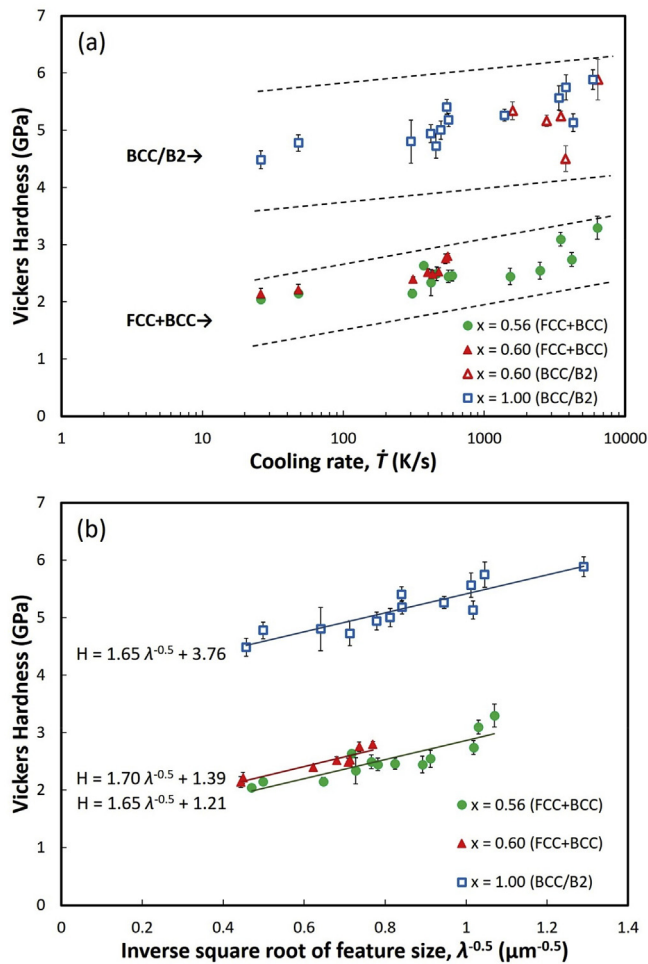 (a)
7
6
5
4
3
2
1
0
Vickers Hardness (GPa)
BCC/B2→
FCC+BCC→
x = 0.56 (FCC+BCC)
x = 0.60 (FCC+BCC)
x = 0.60 (BCC/B2)
x = 1.00 (BCC/B2)
1 10 100 1000 10000
Cooling rate, Ṫ (K/s)
(b)
7
6
5
4
3
2
1
0
Vickers Hardness (GPa)
H = 1.65 λ⁻⁰·⁵ + 3.76
H = 1.70 λ⁻⁰·⁵ + 1.39
H = 1.65 λ⁻⁰·⁵ + 1.21
x = 0.56 (FCC+BCC)
x = 0.60 (FCC+BCC)
x = 1.00 (BCC/B2)
0 0.2 0.4 0.6 0.8 1 1.2 1.4
Inverse square root of feature size, λ⁻⁰·⁵ (μm⁻⁰·⁵)